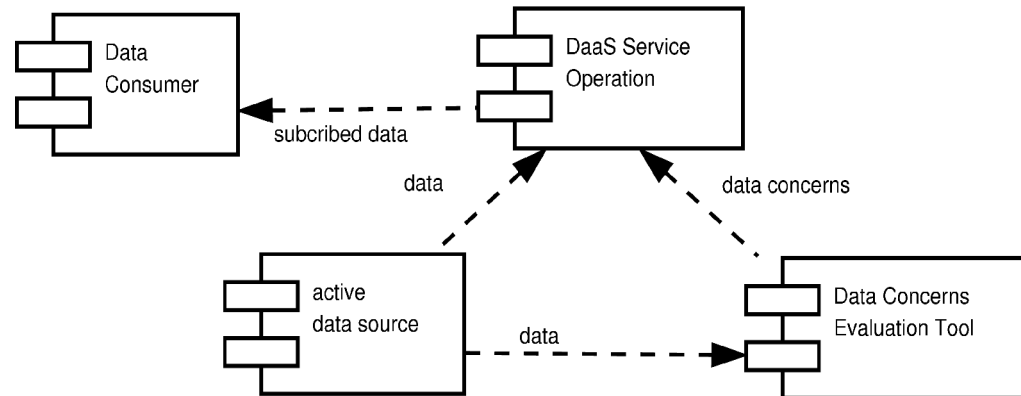 Data
Consumer
DaaS Service
Operation
subcribed data
data
data concerns
active
data source
data
Data Concerns
Evaluation Tool